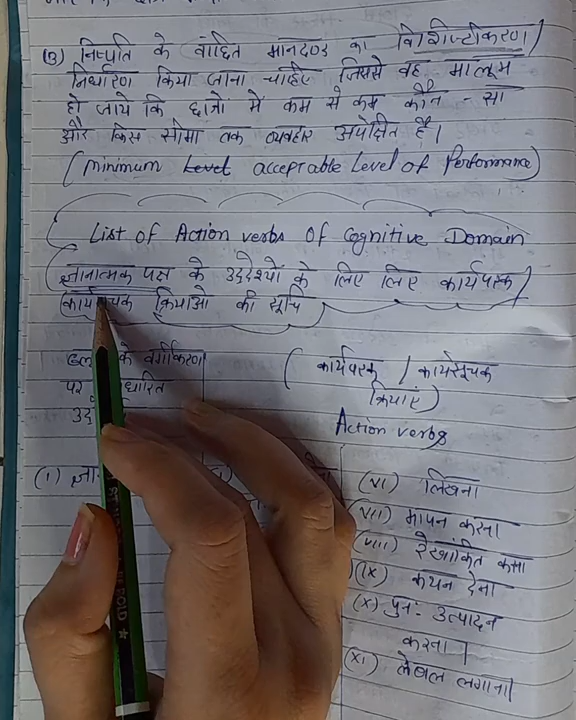 (B) निष्पति के वांछित मानदण्ड का विशिष्टीकरण /
निर्धारण किया जाना चाहिए जिससे यह मालूम
हो जाये कि छात्रों में कम से कम कौन - सा
और किस सीमा तक व्यवहार अपेक्षित है।
(minimum acceptable Level of Performance)
List of Action verbs of Cognitive Domain
ज्ञानात्मक पक्ष के उद्देश्यों के लिए लिए कार्यपरक /
क्रियाओ की सूचि
के वर्गीकरण
पर
(कार्यपरक / कार्यसूचक
क्रियाएं)
Action verbs
(1)
(VI) लिखना
(VII) मापन करना
(VIII) रेखांकित करना
(IX) कथन देना
(X) पुनः उत्पादन
करना |
(XI) लेबल लगाना|